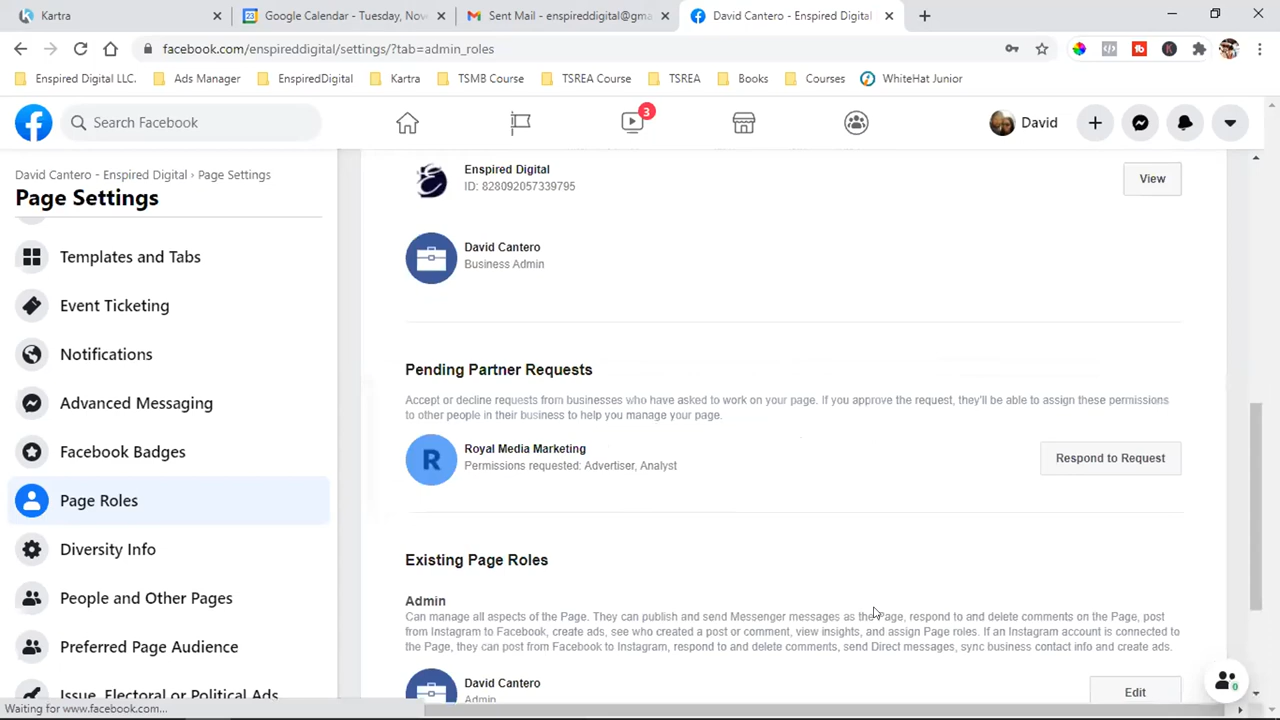 Kartra
23
Google Calendar - Tuesday, Nov
Sent Mail - enspireddigital@gma
David Cantero - Enspired Digital
facebook.com/enspireddigital/settings/?tab=admin_roles
Enspired Digital LLC.
Ads Manager
EnspiredDigital
Kartra
TSMB Course
TSREA Course
TSREA
Books
Courses
WhiteHat Junior
Search Facebook
3
David
David Cantero - Enspired Digital › Page Settings
Page Settings
Templates and Tabs
Event Ticketing
Notifications
Advanced Messaging
Facebook Badges
Page Roles
Diversity Info
People and Other Pages
Preferred Page Audience
Issue, Electoral or Political Ads
Enspired Digital
ID: 828092057339795
View
David Cantero
Business Admin
Pending Partner Requests
Accept or decline requests from businesses who have asked to work on your page. If you approve the request, they'll be able to assign these permissions
to other people in their business to help you manage your page.
R
Royal Media Marketing
Permissions requested: Advertiser, Analyst
Respond to Request
Existing Page Roles
Admin
Can manage all aspects of the Page. They can publish and send Messenger messages as the Page, respond to and delete comments on the Page, post
from Instagram to Facebook, create ads, see who created a post or comment, view insights, and assign Page roles. If an Instagram account is connected to
the Page, they can post from Facebook to Instagram, respond to and delete comments, send Direct messages, sync business contact info and create ads.
David Cantero
Admin
Edit
0
Waiting for www.facebook.com...